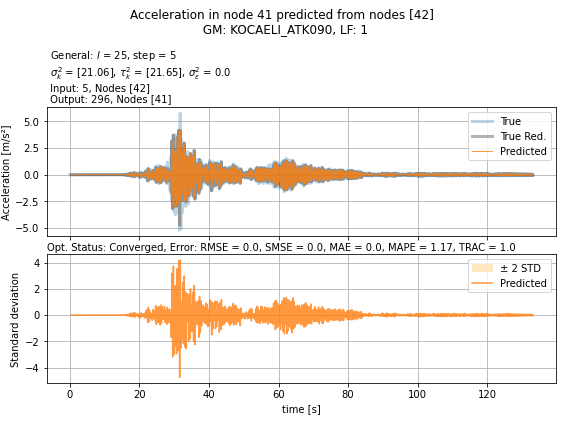 Acceleration in node 41 predicted from nodes [42]
GM: KOCAELI_ATK090, LF: 1
General: l = 25, step = 5
σ²ₖ = [21.06], τ²ₖ = [21.65], σ²ε = 0.0
Input: 5, Nodes [42]
Output: 296, Nodes [41]
Acceleration [m/s²]
5.0
2.5
0.0
−2.5
−5.0
True
True Red.
Predicted
Opt. Status: Converged, Error: RMSE = 0.0, SMSE = 0.0, MAE = 0.0, MAPE = 1.17, TRAC = 1.0
Standard deviation
4
2
0
−2
−4
± 2 STD
Predicted
0 20 40 60 80 100 120
time [s]